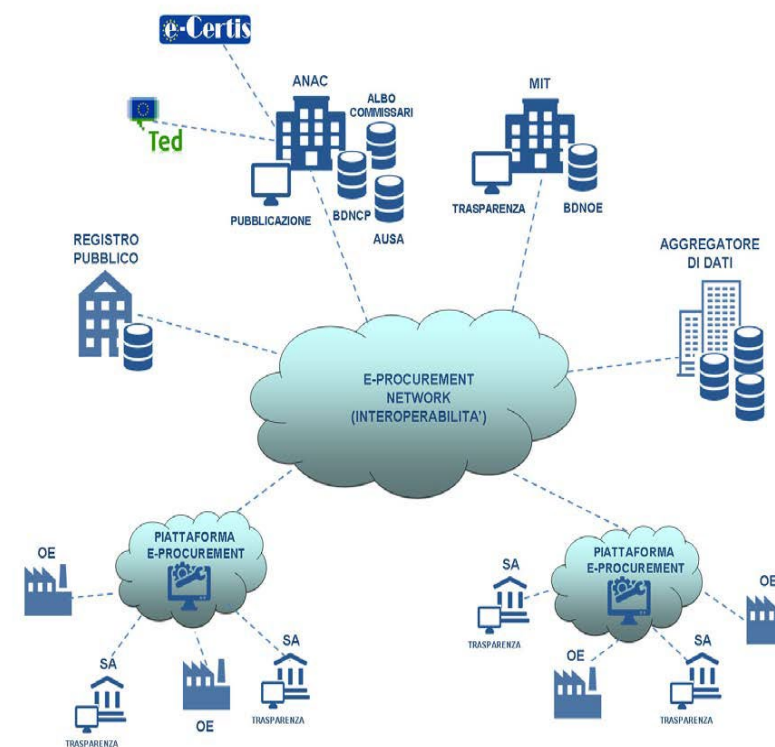 e-Certis
Ted
ANAC
ALBO
COMMISSARI
PUBBLICAZIONE
BDNCP
AUSA
MIT
TRASPARENZA
BDNOE
REGISTRO
PUBBLICO
AGGREGATORE
DI DATI
E-PROCUREMENT
NETWORK
(INTEROPERABILITA')
PIATTAFORMA
E-PROCUREMENT
OE
SA
TRASPARENZA
OE
SA
TRASPARENZA
PIATTAFORMA
E-PROCUREMENT
SA
TRASPARENZA
OE
OE
SA
TRASPARENZA